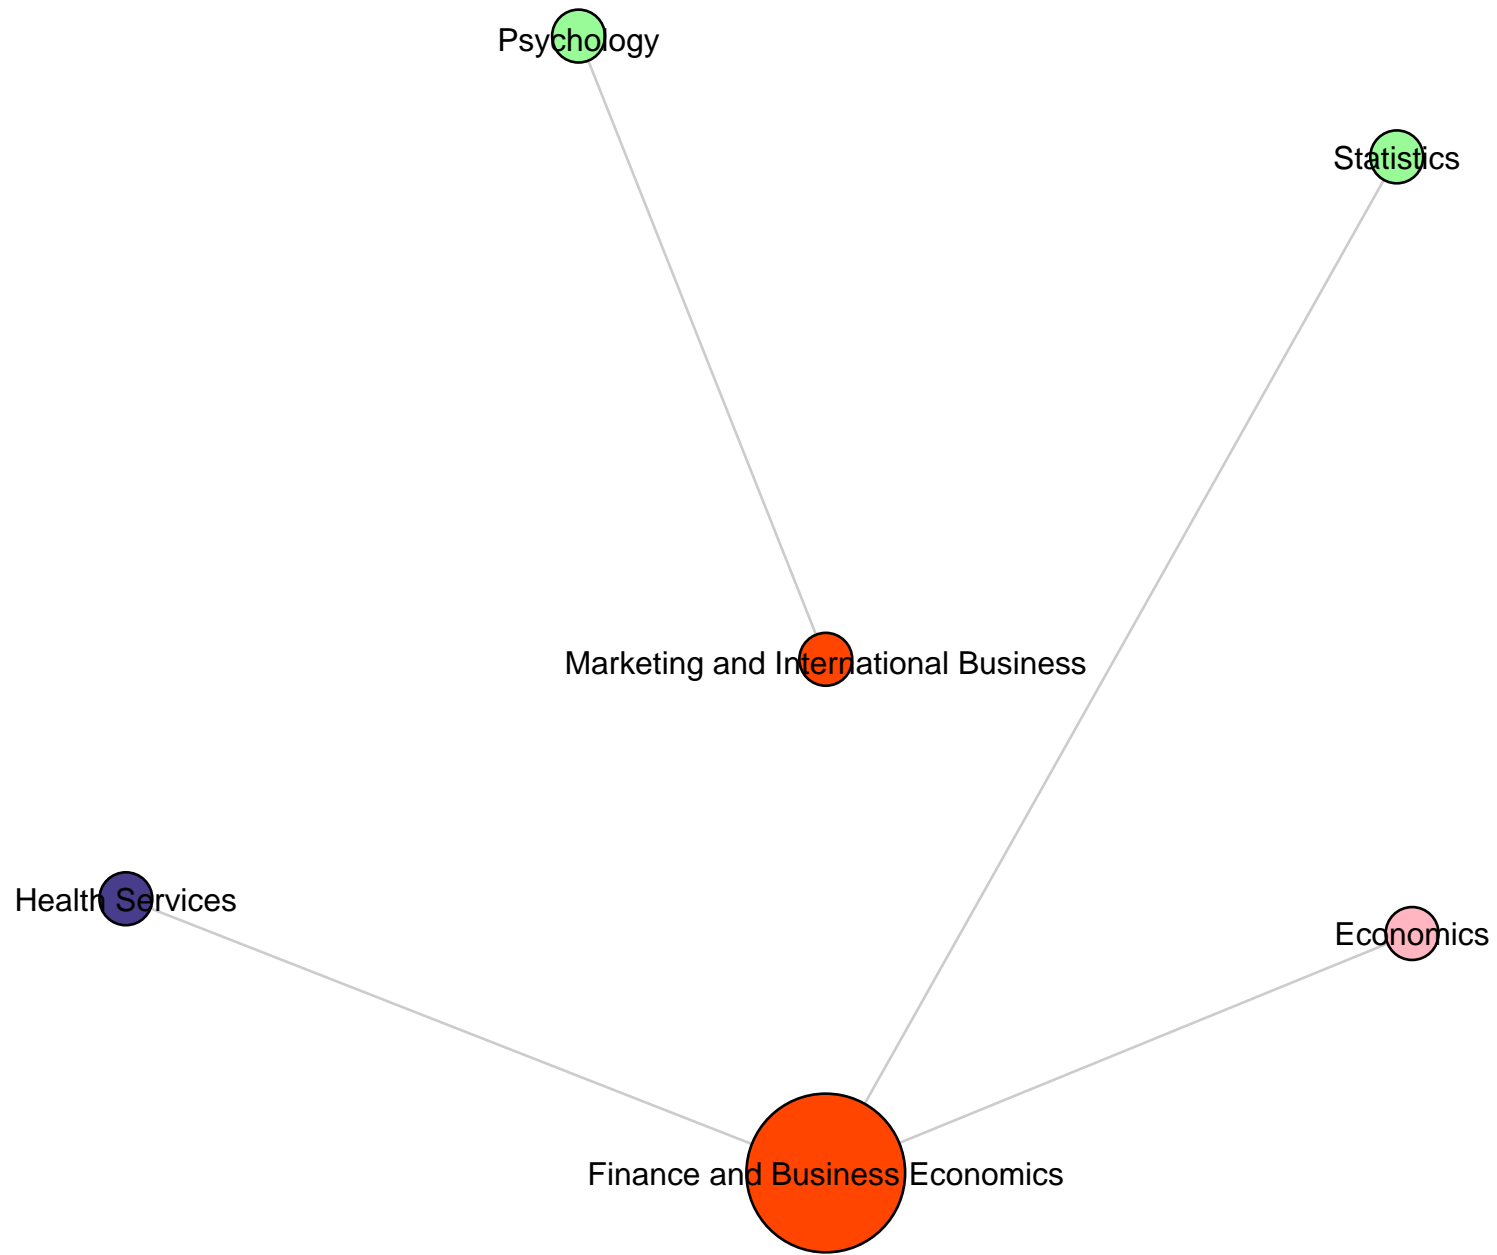 Psychology
Statistics
Marketing and International Business
Health Services
Economics
Finance and Business Economics